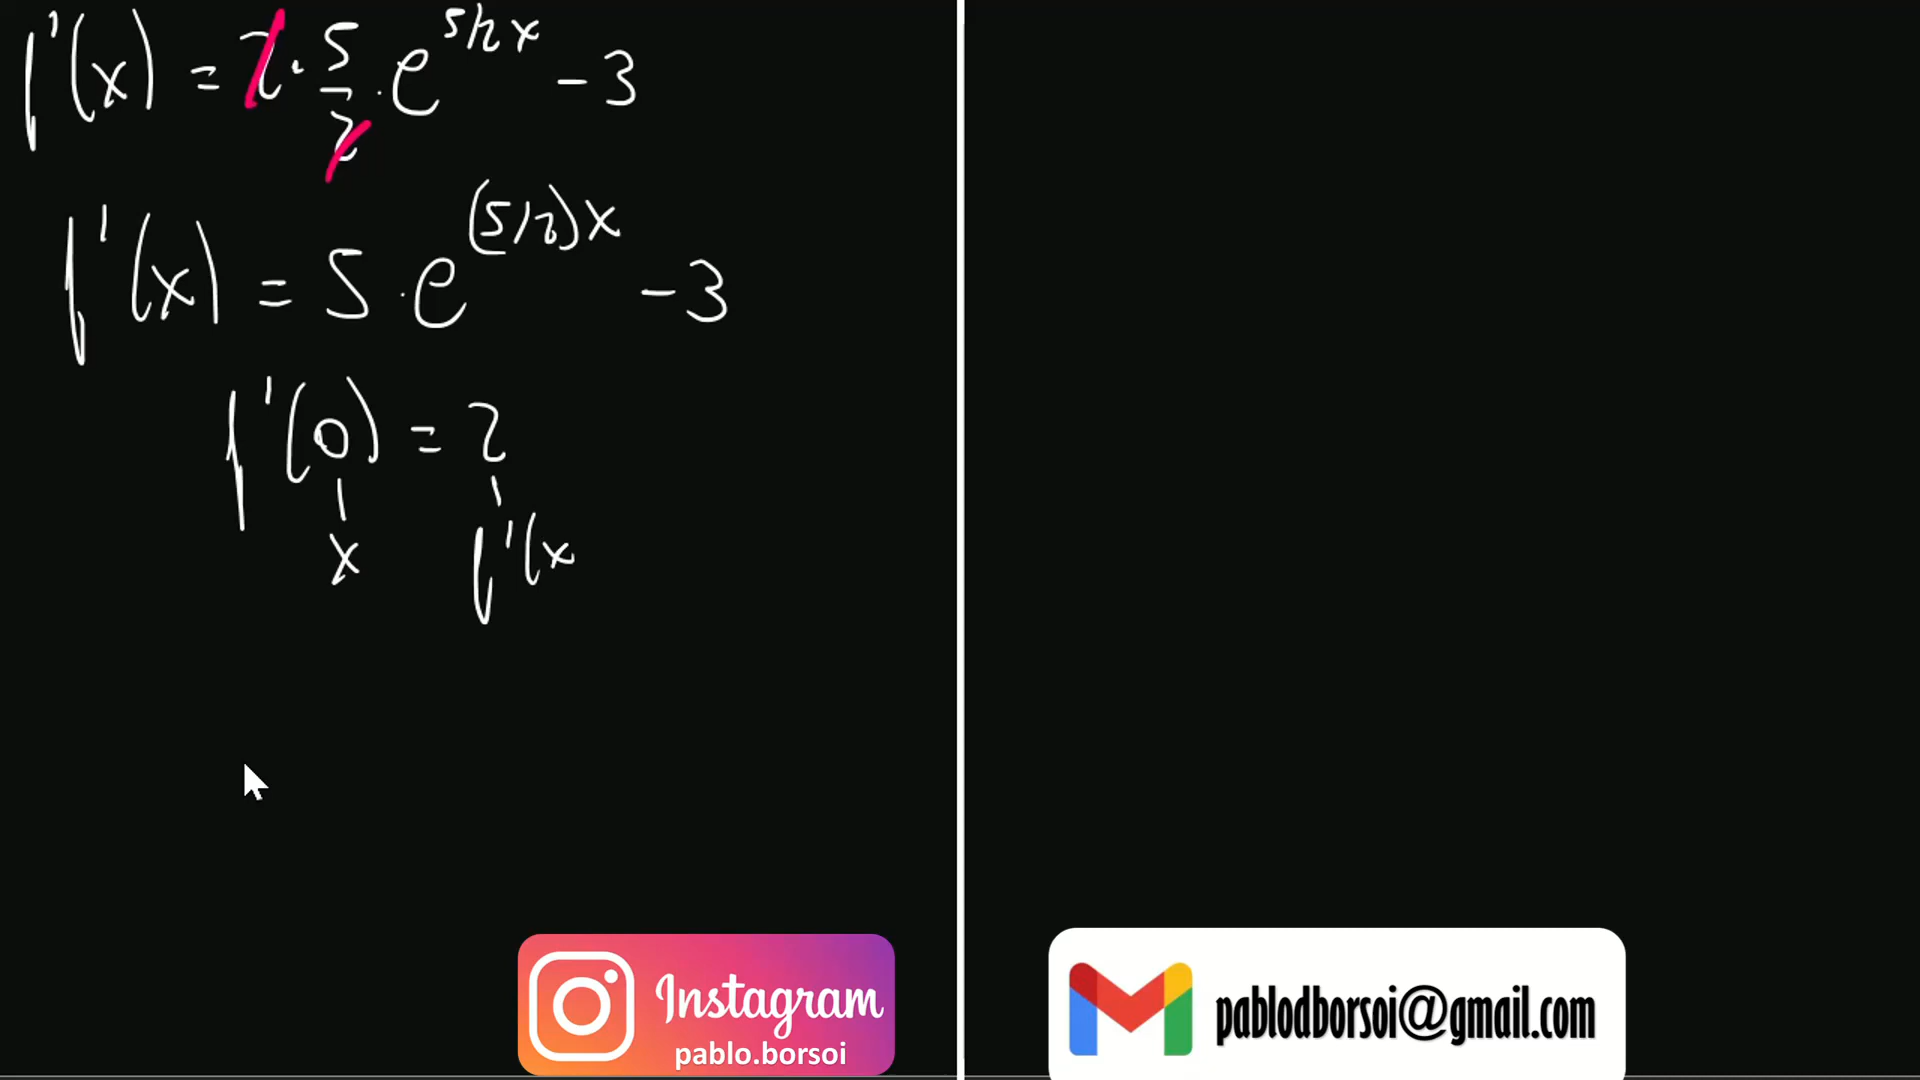 f'(x) = 2 · 5/2 · e^(5/2 x) - 3
f'(x) = 5 · e^((5/2)x) - 3
f'(0) = 2
x f'(x
Instagram
pablo.borsoi
pablodborsoi@gmail.com